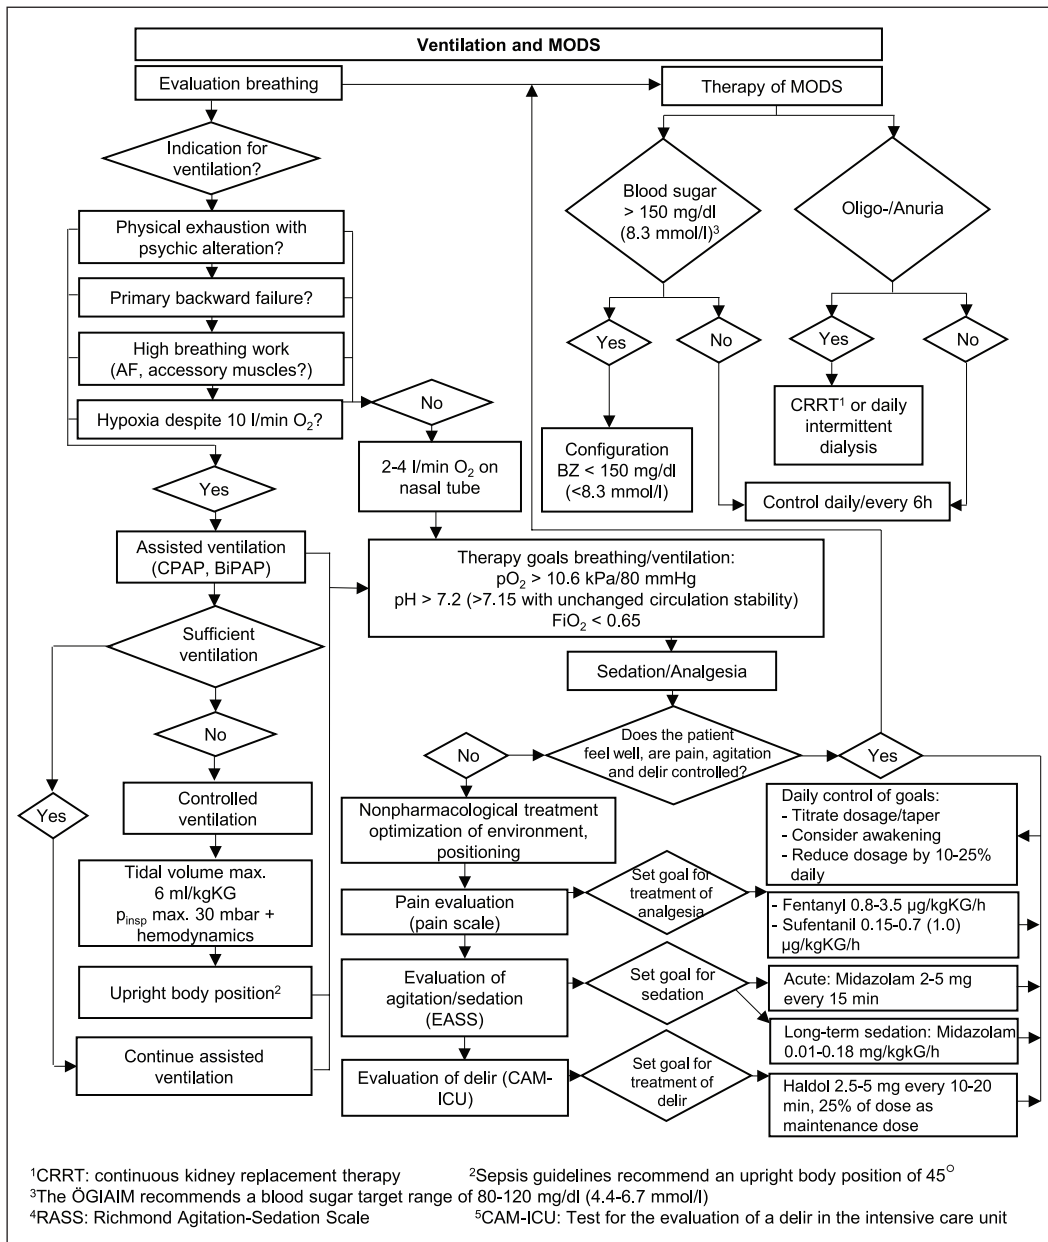 Ventilation and MODS
Evaluation breathing
Therapy of MODS
Indication for
ventilation?
Blood sugar
> 150 mg/dl
(8.3 mmol/l)³
Oligo-/Anuria
Physical exhaustion with
psychic alteration?
Primary backward failure?
High breathing work
(AF, accessory muscles?)
Hypoxia despite 10 l/min O₂?
Yes
No
Yes
No
No
CRRT¹ or daily
intermittent
dialysis
Configuration
BZ < 150 mg/dl
(<8.3 mmol/l)
2-4 l/min O₂ on
nasal tube
Control daily/every 6h
Yes
Assisted ventilation
(CPAP, BiPAP)
Therapy goals breathing/ventilation:
pO₂ > 10.6 kPa/80 mmHg
pH > 7.2 (>7.15 with unchanged circulation stability)
FiO₂ < 0.65
Sufficient
ventilation
Sedation/Analgesia
No
Does the patient
feel well, are pain, agitation
and delir controlled?
No
Yes
Yes
Controlled
ventilation
Nonpharmacological treatment
optimization of environment,
positioning
Daily control of goals:
- Titrate dosage/taper
- Consider awakening
- Reduce dosage by 10-25%
daily
Tidal volume max.
6 ml/kgKG
pinsp max. 30 mbar +
hemodynamics
Pain evaluation
(pain scale)
Set goal for
treatment of
analgesia
- Fentanyl 0.8-3.5 µg/kgKG/h
- Sufentanil 0.15-0.7 (1.0)
µg/kgKG/h
Upright body position²
Evaluation of
agitation/sedation
(EASS)
Set goal for
sedation
Acute: Midazolam 2-5 mg
every 15 min
Long-term sedation: Midazolam
0.01-0.18 mg/kgkG/h
Continue assisted
ventilation
Evaluation of delir (CAM-
ICU)
Set goal for
treatment of
delir
Haldol 2.5-5 mg every 10-20
min, 25% of dose as
maintenance dose
¹CRRT: continuous kidney replacement therapy
²Sepsis guidelines recommend an upright body position of 45°
³The ÖGIAIM recommends a blood sugar target range of 80-120 mg/dl (4.4-6.7 mmol/l)
⁴RASS: Richmond Agitation-Sedation Scale
⁵CAM-ICU: Test for the evaluation of a delir in the intensive care unit